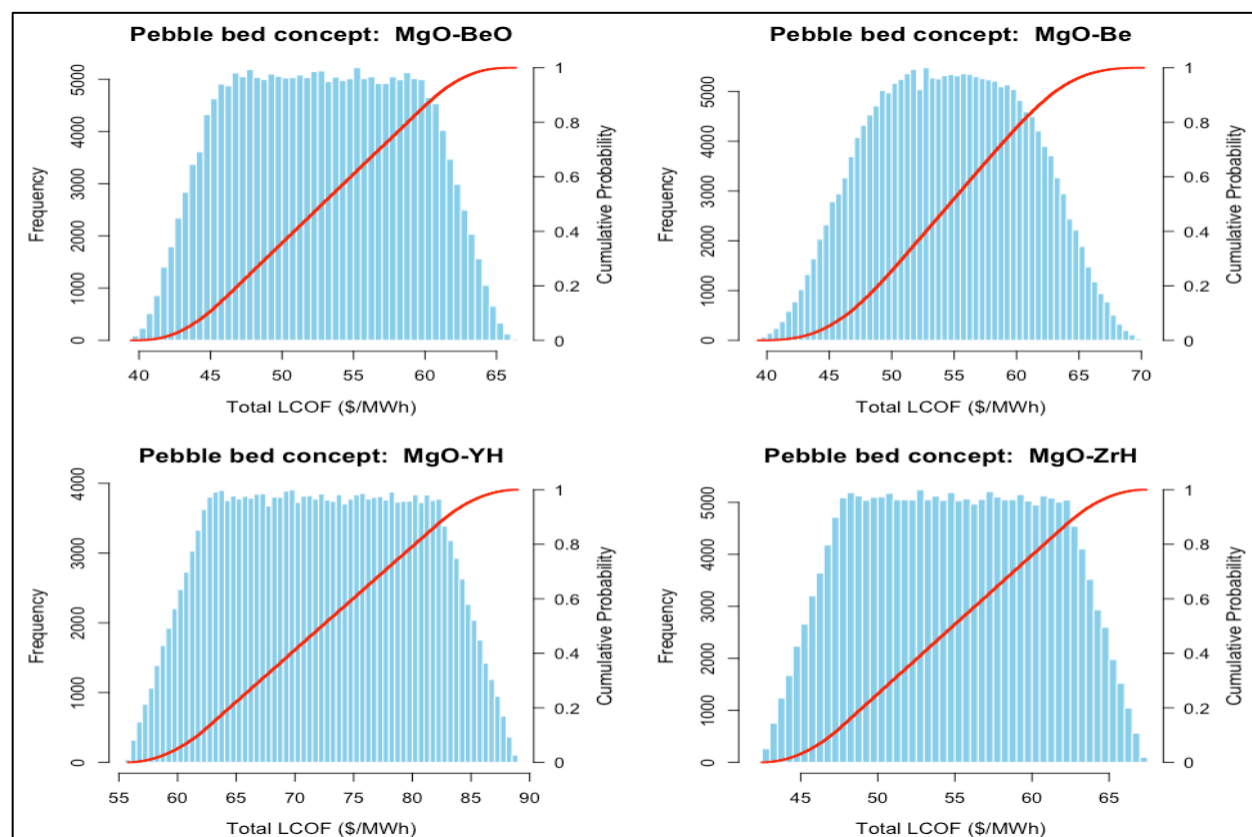 Pebble bed concept:  MgO-BeO
Frequency
0 1000 2000 3000 4000 5000
0 0.2 0.4 0.6 0.8 1
Cumulative Probability
40 45 50 55 60 65
Total LCOF ($/MWh)
Pebble bed concept:  MgO-Be
Frequency
0 1000 2000 3000 4000 5000
0 0.2 0.4 0.6 0.8 1
Cumulative Probability
40 45 50 55 60 65 70
Total LCOF ($/MWh)
Pebble bed concept:  MgO-YH
Frequency
0 1000 2000 3000 4000
0 0.2 0.4 0.6 0.8 1
Cumulative Probability
55 60 65 70 75 80 85 90
Total LCOF ($/MWh)
Pebble bed concept:  MgO-ZrH
Frequency
0 1000 2000 3000 4000 5000
0 0.2 0.4 0.6 0.8 1
Cumulative Probability
45 50 55 60 65
Total LCOF ($/MWh)